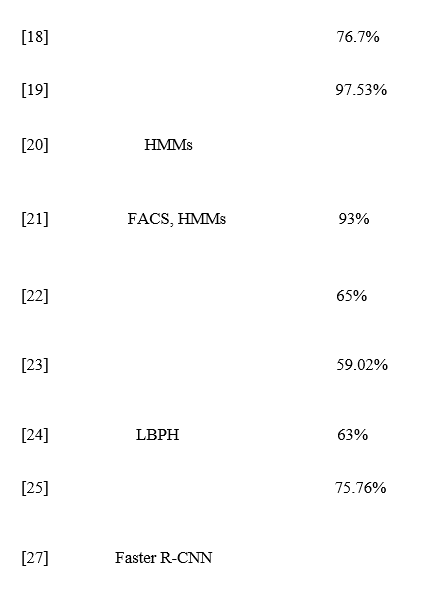 [18] 76.7%
[19] 97.53%
[20] HMMs
[21] FACS, HMMs 93%
[22] 65%
[23] 59.02%
[24] LBPH 63%
[25] 75.76%
[27] Faster R-CNN